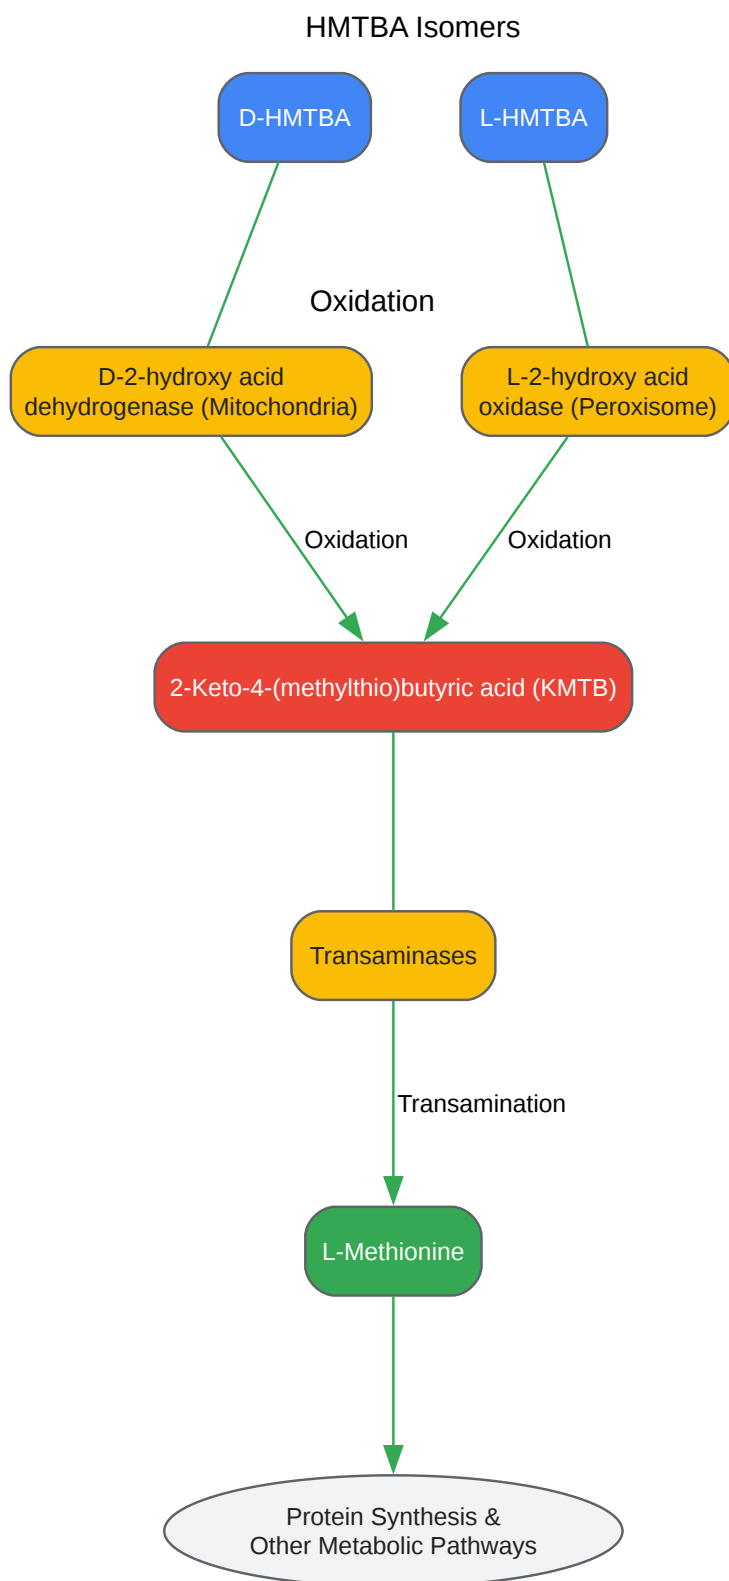 HMTBA Isomers
D-HMTBA
L-HMTBA
Oxidation
D-2-hydroxy acid
dehydrogenase (Mitochondria)
L-2-hydroxy acid
oxidase (Peroxisome)
Oxidation
Oxidation
2-Keto-4-(methylthio)butyric acid (KMTB)
Transaminases
Transamination
L-Methionine
Protein Synthesis &
Other Metabolic Pathways